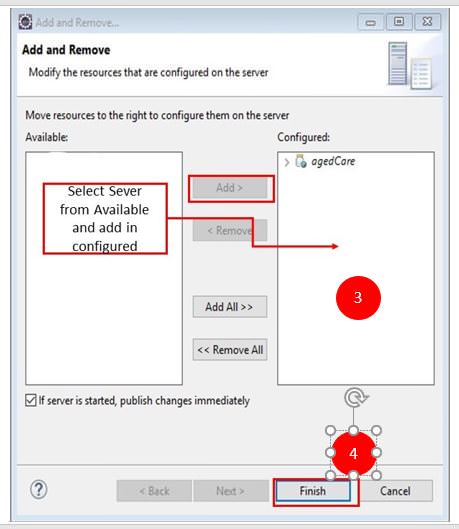 Add and Remove...
Add and Remove
Modify the resources that are configured on the server
Move resources to the right to configure them on the server
Available:
Configured:
agedCare
Select Sever
from Available
and add in
configured
Add >
< Remove
3
Add All >>
<< Remove All
If server is started, publish changes immediately
4
?
< Back
Next >
Finish
Cancel